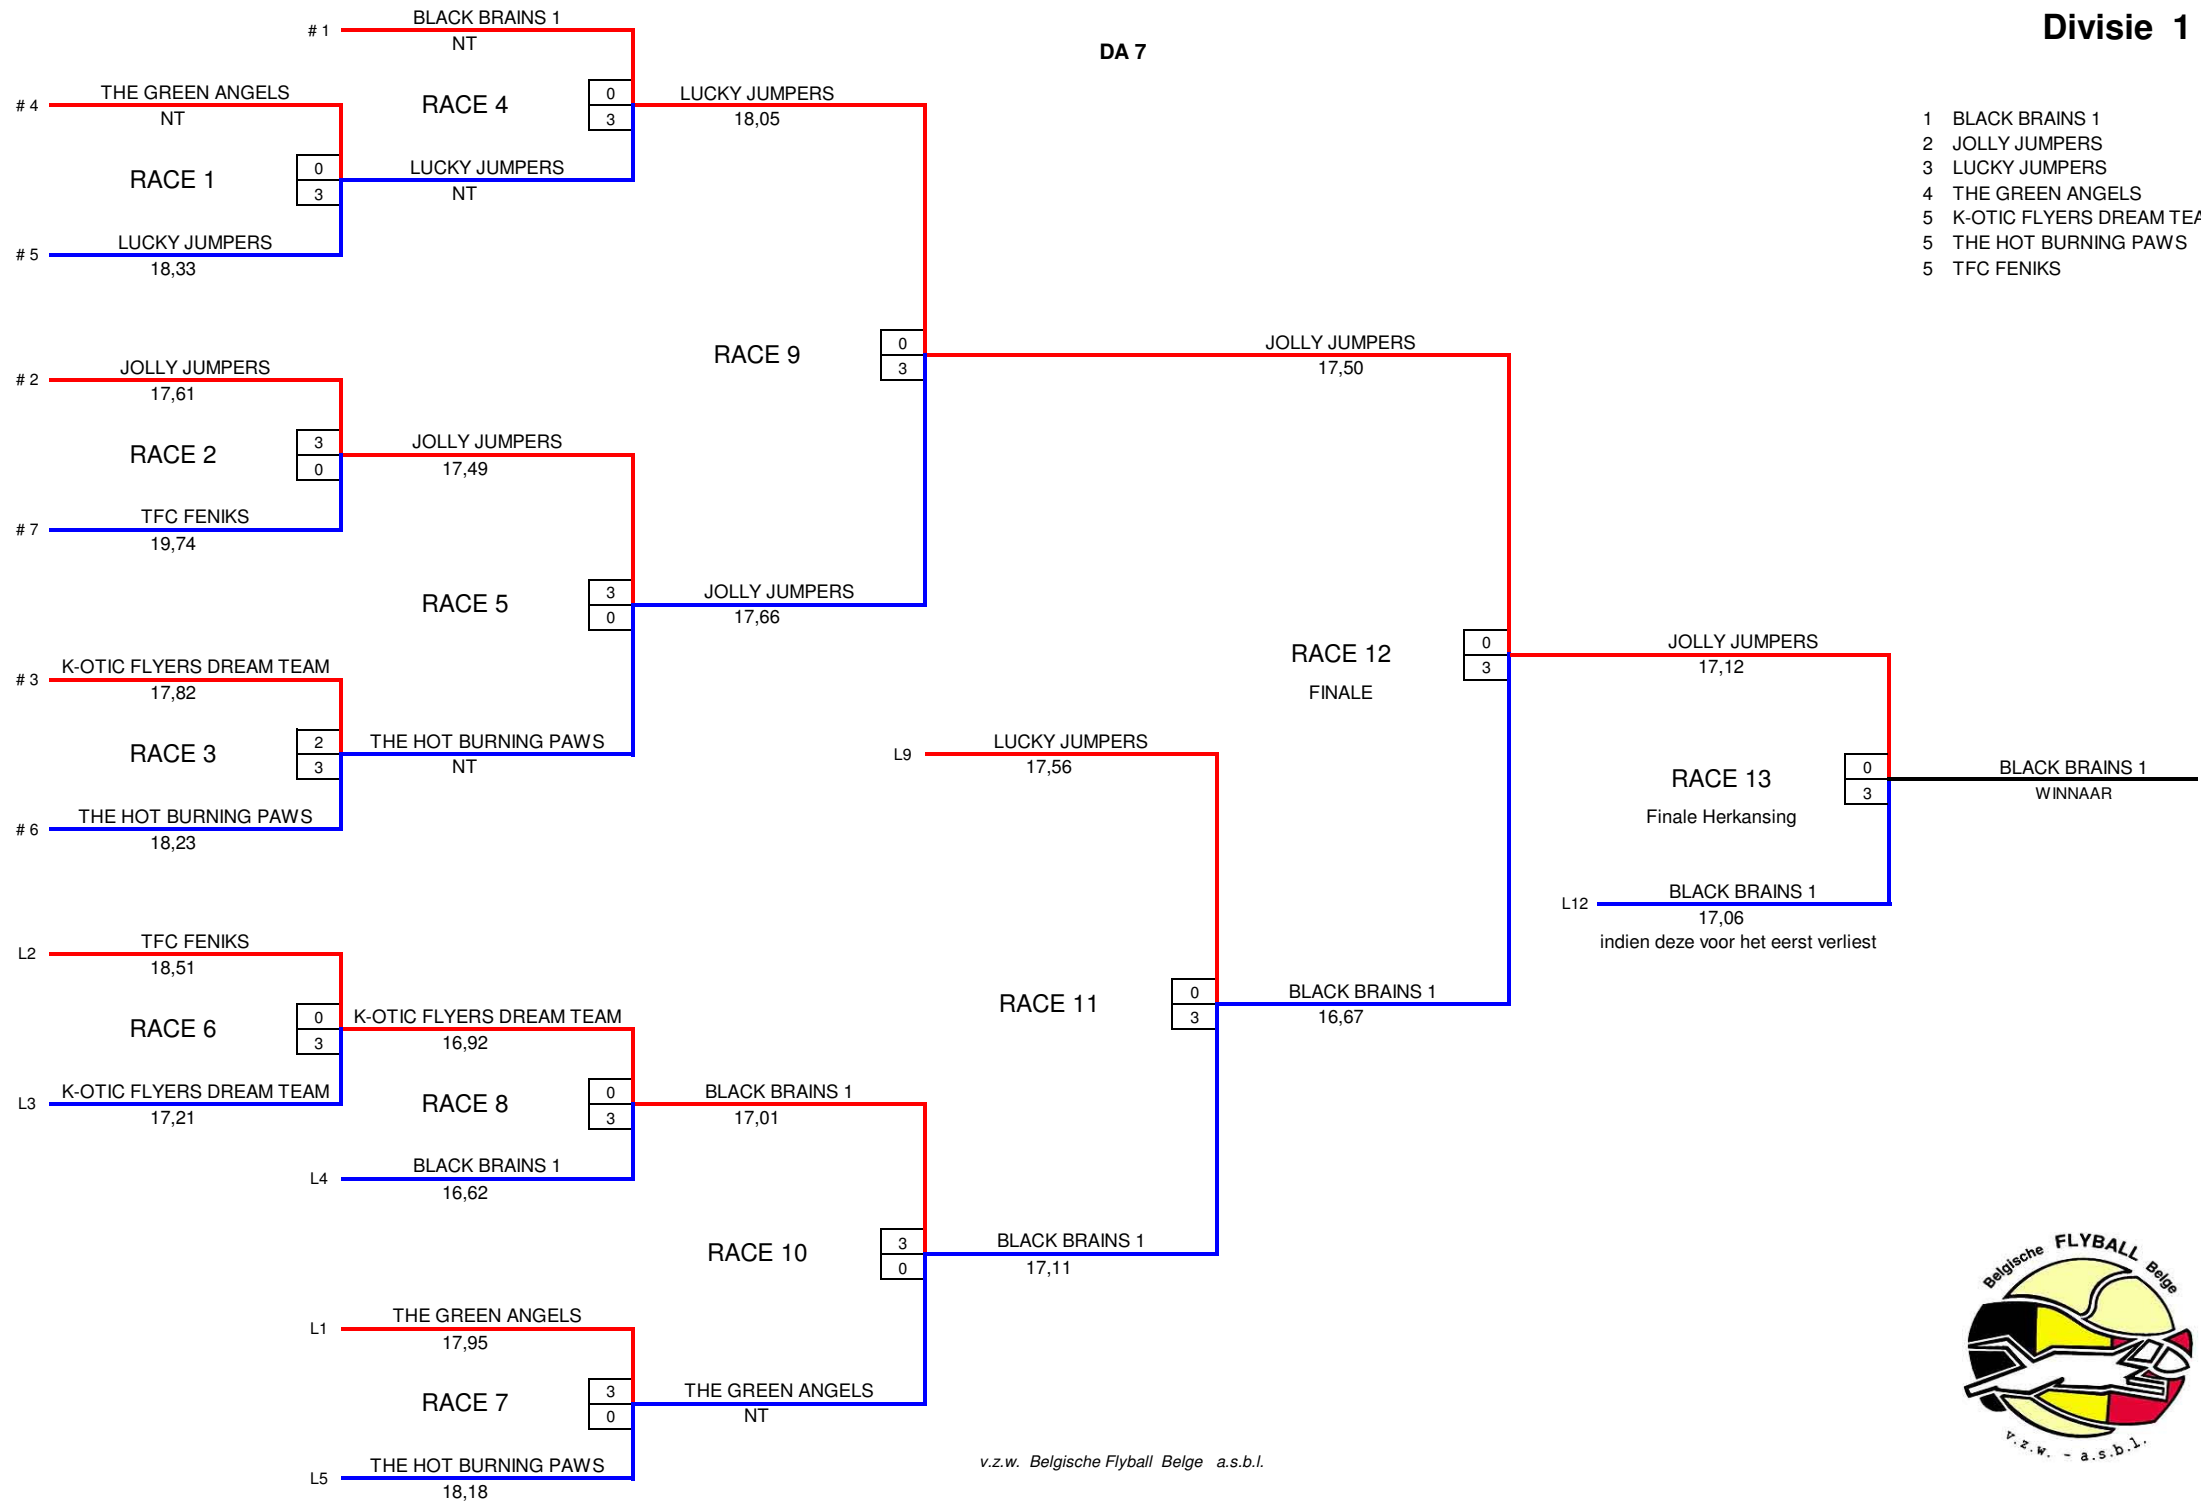 Divisie 1
DA 7
1 BLACK BRAINS 1
2 JOLLY JUMPERS
3 LUCKY JUMPERS
4 THE GREEN ANGELS
5 K-OTIC FLYERS DREAM TEA
5 THE HOT BURNING PAWS
5 TFC FENIKS
# 1 BLACK BRAINS 1
NT
RACE 4
0
3
LUCKY JUMPERS
NT
# 4 THE GREEN ANGELS
NT
RACE 1
0
3
# 5 LUCKY JUMPERS
18,33
LUCKY JUMPERS
18,05
RACE 9
0
3
# 2 JOLLY JUMPERS
17,61
RACE 2
3
0
# 7 TFC FENIKS
19,74
JOLLY JUMPERS
17,49
RACE 5
3
0
JOLLY JUMPERS
17,66
# 3 K-OTIC FLYERS DREAM TEAM
17,82
RACE 3
2
3
# 6 THE HOT BURNING PAWS
18,23
THE HOT BURNING PAWS
NT
JOLLY JUMPERS
17,50
RACE 12
FINALE
0
3
L9 LUCKY JUMPERS
17,56
RACE 11
0
3
BLACK BRAINS 1
16,67
JOLLY JUMPERS
17,12
RACE 13
Finale Herkansing
0
3
BLACK BRAINS 1
WINNAAR
L12 BLACK BRAINS 1
17,06
indien deze voor het eerst verliest
L2 TFC FENIKS
18,51
RACE 6
0
3
L3 K-OTIC FLYERS DREAM TEAM
17,21
K-OTIC FLYERS DREAM TEAM
16,92
RACE 8
0
3
L4 BLACK BRAINS 1
16,62
BLACK BRAINS 1
17,01
RACE 10
3
0
BLACK BRAINS 1
17,11
L1 THE GREEN ANGELS
17,95
RACE 7
3
0
L5 THE HOT BURNING PAWS
18,18
THE GREEN ANGELS
NT
v.z.w. Belgische Flyball Belge a.s.b.l.
Belgische FLYBALL Belge
v.z.w. - a.s.b.l.